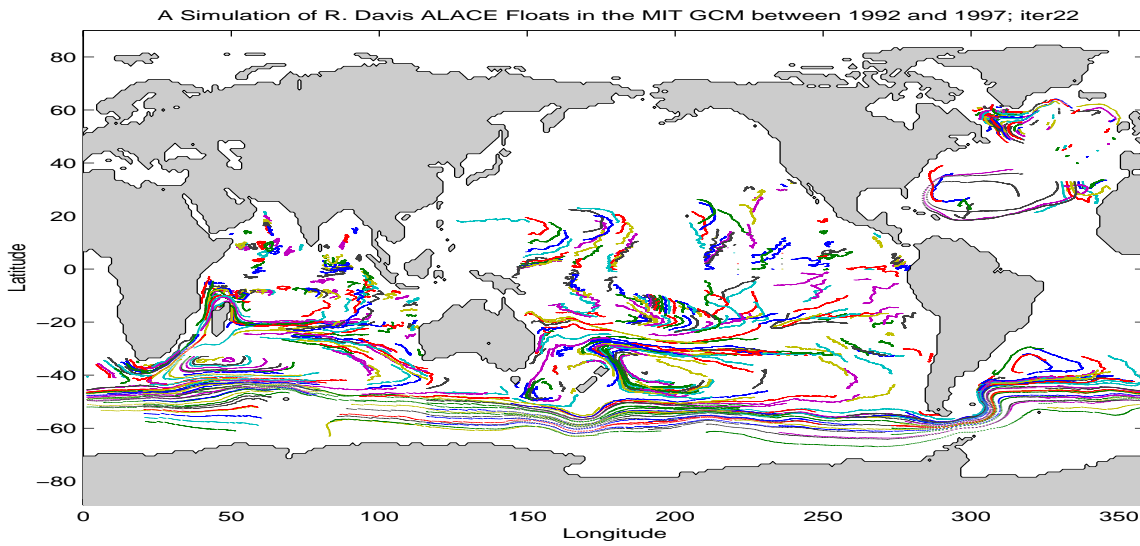 A Simulation of R. Davis ALACE Floats in the MIT GCM between 1992 and 1997; iter22
80
60
40
20
0
−20
−40
−60
−80
Latitude
0 50 100 150 200 250 300 350
Longitude